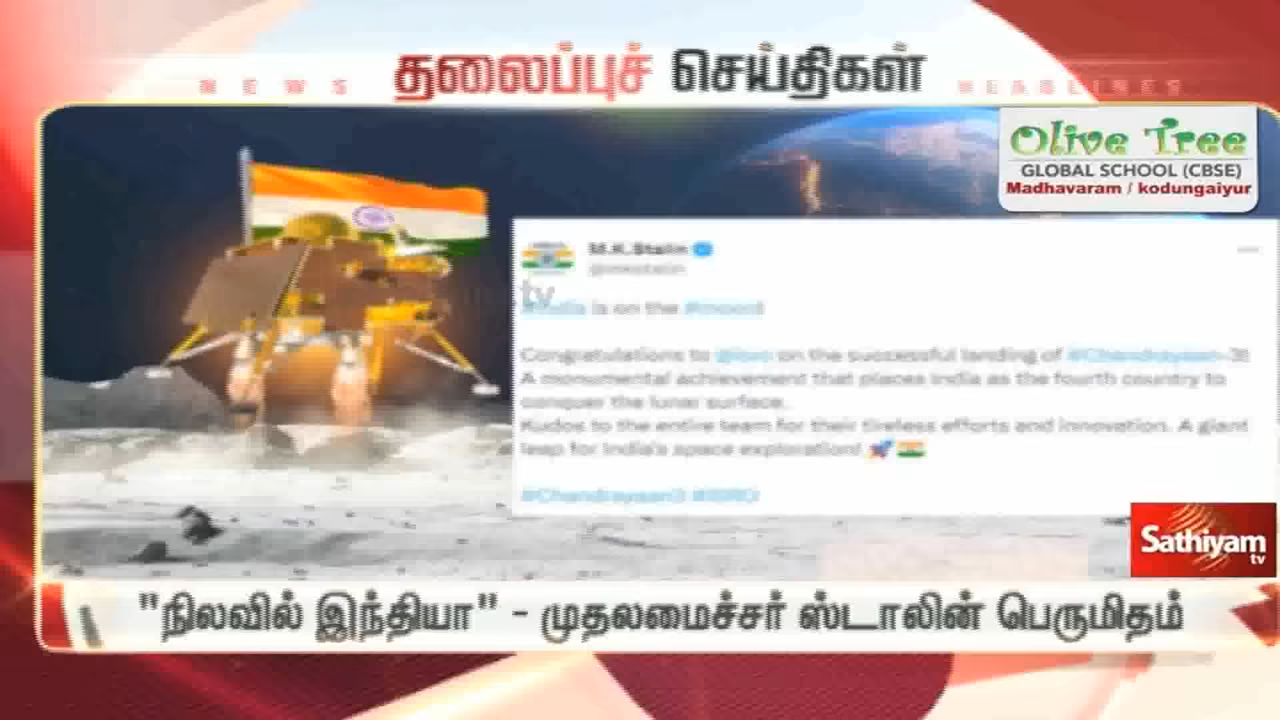 தலைப்புச் செய்திகள்
NEWS HEADLINES
Olive Tree
GLOBAL SCHOOL (CBSE)
Madhavaram / kodungaiyur
M.K.Stalin
@mkstalin
#India is on the #moon!
Congratulations to @isro on the successful landing of #Chandrayaan-3!
A monumental achievement that places India as the fourth country to
conquer the lunar surface.
Kudos to the entire team for their tireless efforts and innovation. A giant
leap for India's space exploration! 🚀🇮🇳
#Chandrayaan3 #ISRO
Sathiyam
tv
"நிலவில் இந்தியா" - முதலமைச்சர் ஸ்டாலின் பெருமிதம்